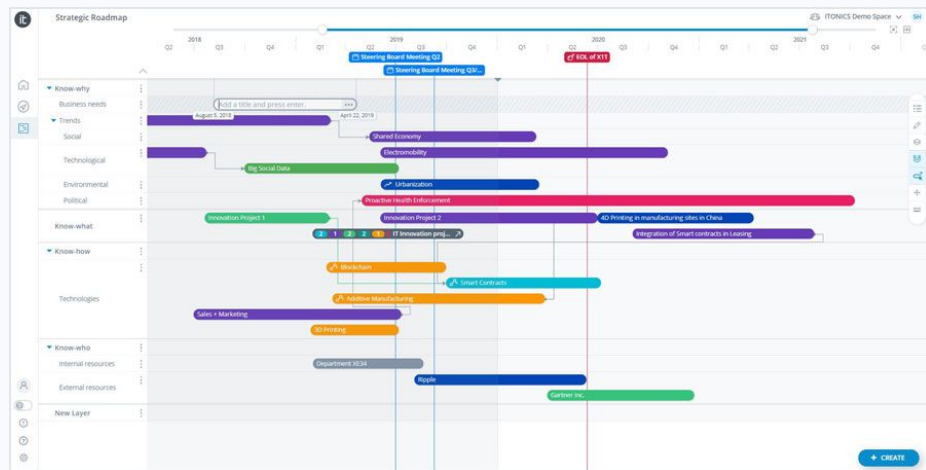 it
Strategic Roadmap
ITONICS Demo Space
SH
2018
2019
2020
2021
Q2 Q3 Q4 Q1 Q2 Q3 Q4 Q1 Q2 Q3 Q4 Q1 Q2 Q3 Q4
Steering Board Meeting Q2
EOL of X1T
Steering Board Meeting Q3/...
Know-why
Business needs
Add a title and press enter.
August 5, 2018
April 22, 2019
Trends
Social
Shared Economy
Technological
Electromobility
Big Social Data
Environmental
Urbanization
Political
Proactive Health Enforcement
Know-what
Innovation Project 1
Innovation Project 2
4D Printing in manufacturing sites in China
2 1 2 2 1 IT Innovation proj...
Integration of Smart contracts in Leasing
Know-how
Blockchain
Smart Contracts
Technologies
Additive Manufacturing
Sales + Marketing
3D Printing
Know-who
Internal resources
Department XE34
Ripple
External resources
Gartner Inc.
New Layer
+ CREATE